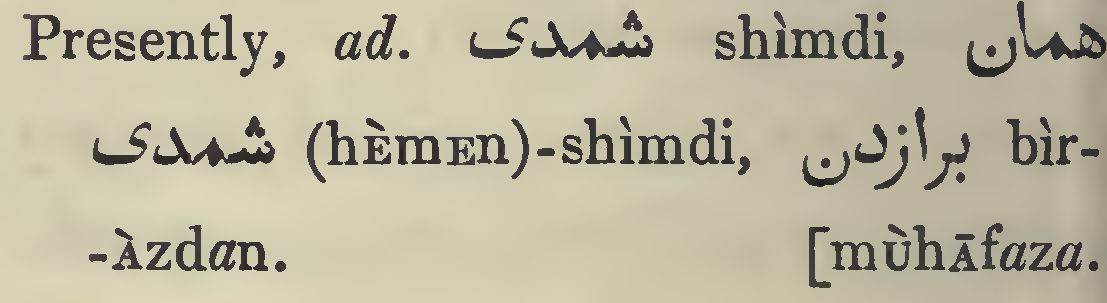 Presently, ad. شمدی shìmdi, همان
شمدی (hÈmEn)-shìmdi, برازدن bìr-
-Àzdan. [mÙhĀfaza.